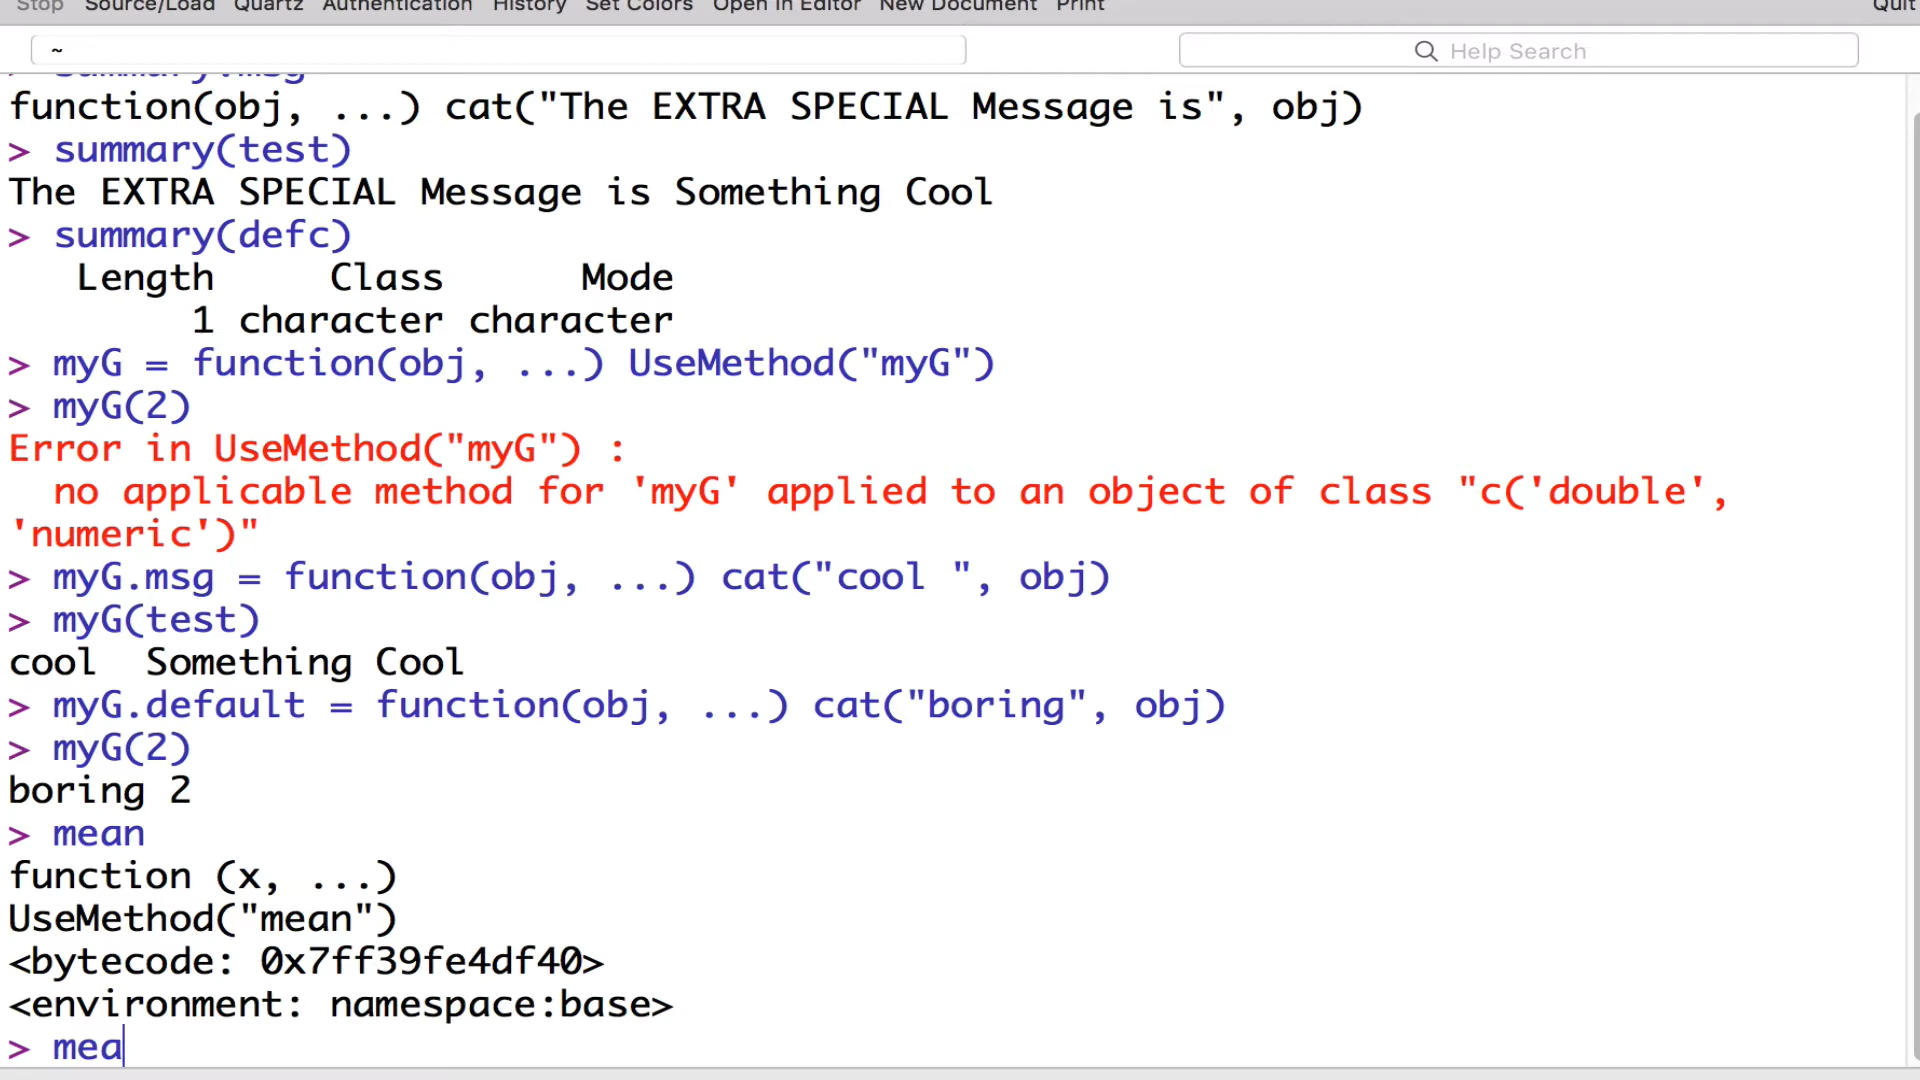 Stop Source/Load Quartz Authentication History Set Colors Open In Editor New Document Print Quit
~ Help Search
> summary.msg
function(obj, ...) cat("The EXTRA SPECIAL Message is", obj)
> summary(test)
The EXTRA SPECIAL Message is Something Cool
> summary(defc)
Length Class Mode
1 character character
> myG = function(obj, ...) UseMethod("myG")
> myG(2)
Error in UseMethod("myG") :
no applicable method for 'myG' applied to an object of class "c('double',
'numeric')"
> myG.msg = function(obj, ...) cat("cool ", obj)
> myG(test)
cool  Something Cool
> myG.default = function(obj, ...) cat("boring", obj)
> myG(2)
boring 2
> mean
function (x, ...)
UseMethod("mean")
<bytecode: 0x7ff39fe4df40>
<environment: namespace:base>
> mea